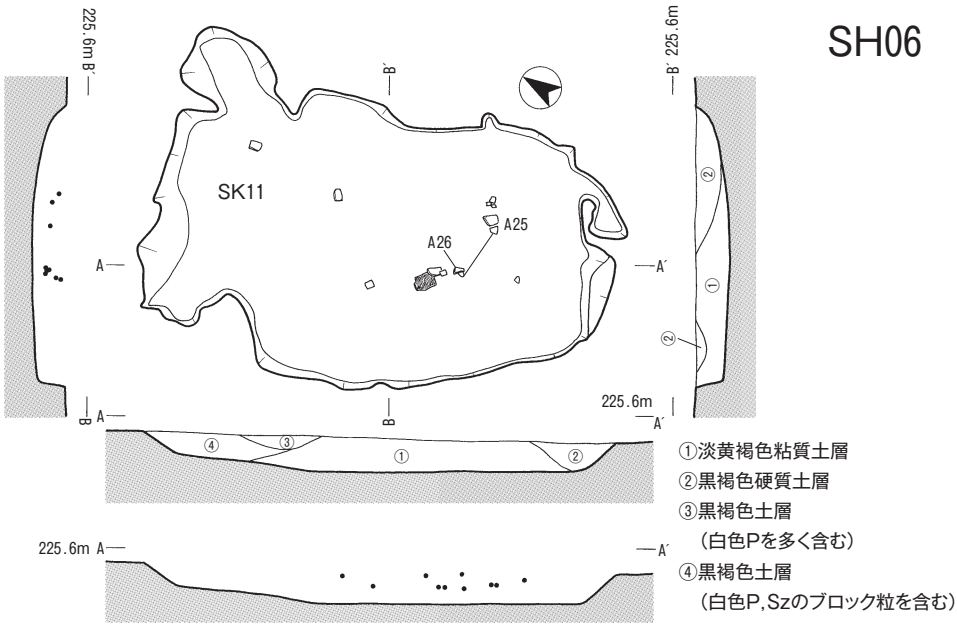 SH06
225.6m B′
B′
B′ 225.6m
SK11
A25
A26
A
A′
②
①
②
B
A
B
225.6m
A′
④
③
①
②
225.6m A
A′
①淡黄褐色粘質土層
②黒褐色硬質土層
③黒褐色土層
(白色Pを多く含む)
④黒褐色土層
(白色P,Szのブロック粒を含む)